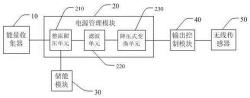 20
电源管理模块
10
210
230
40
50
能量收集器
整流稳压单元
滤波单元
降压式变换单元
输出控制模块
无线传感器
220
储能模块
30